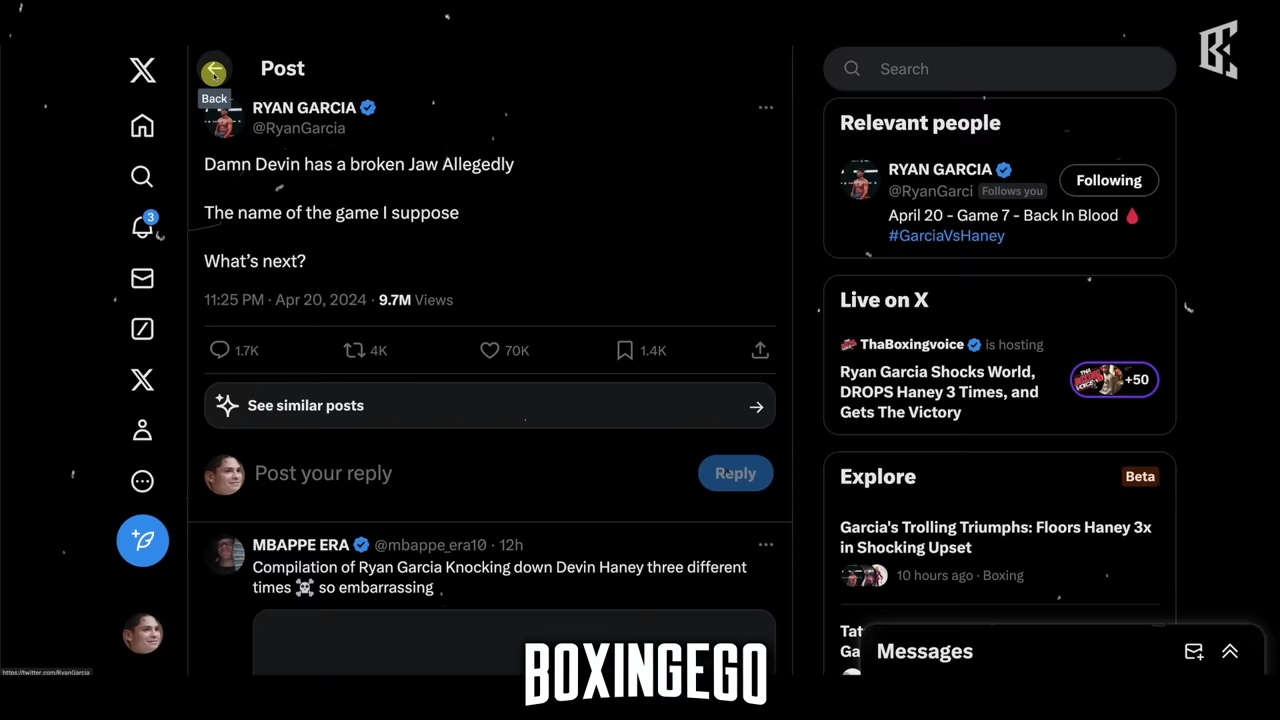 Post
Back
RYAN GARCIA
@RyanGarcia
Damn Devin has a broken Jaw Allegedly
The name of the game I suppose
What's next?
11:25 PM · Apr 20, 2024 · 9.7M Views
1.7K 4K 70K 1.4K
See similar posts
Post your reply
Reply
MBAPPE ERA @mbappe_era10 · 12h
Compilation of Ryan Garcia Knocking down Devin Haney three different
times ☠️ so embarrassing
3
Search
Relevant people
RYAN GARCIA
@RyanGarci Follows you
Following
April 20 - Game 7 - Back In Blood 🩸
#GarciaVsHaney
Live on X
ThaBoxingvoice is hosting
Ryan Garcia Shocks World,
DROPS Haney 3 Times, and
Gets The Victory
+50
Explore
Beta
Garcia's Trolling Triumphs: Floors Haney 3x
in Shocking Upset
10 hours ago · Boxing
Tat
Ga
Messages
https://twitter.com/RyanGarcia
BOXINGEGO